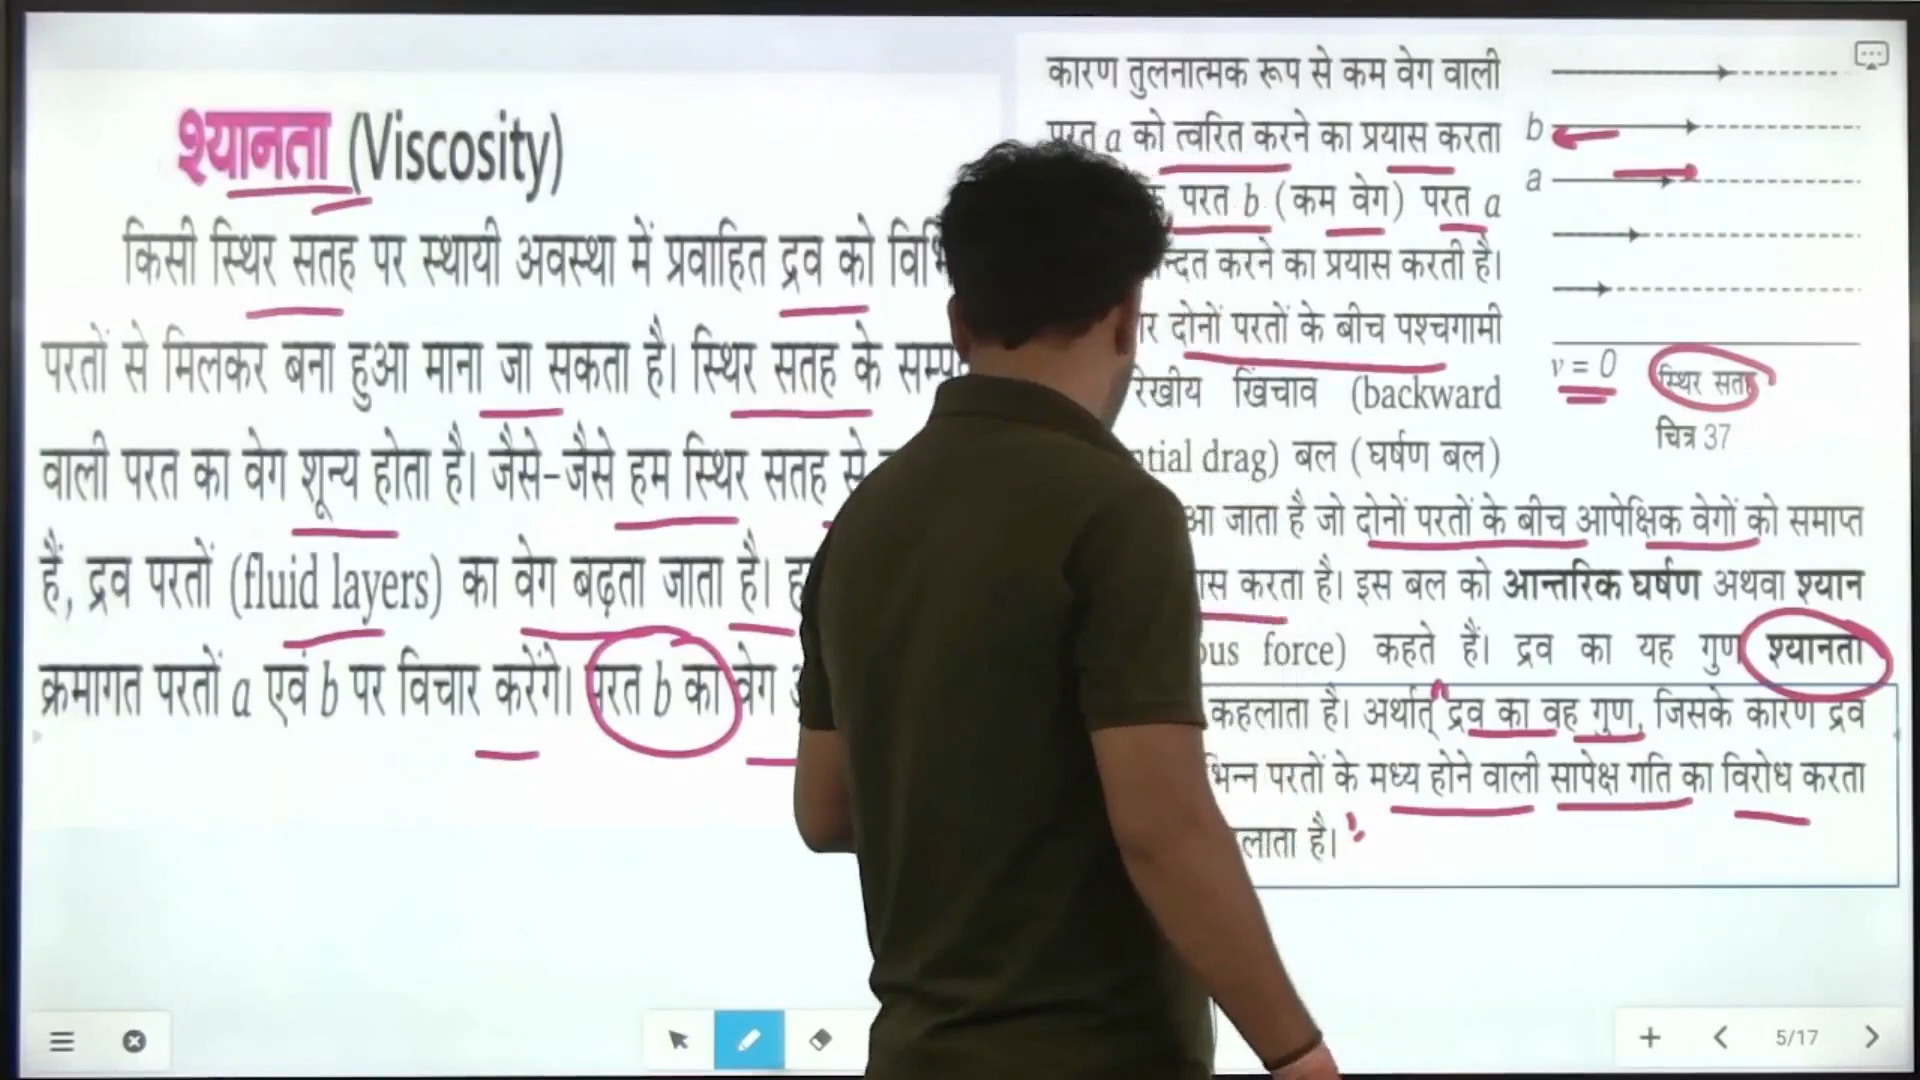 श्यानता (Viscosity)
किसी स्थिर सतह पर स्थायी अवस्था में प्रवाहित द्रव को
परतों से मिलकर बना हुआ माना जा सकता है। स्थिर सतह के
वाली परत का वेग शून्य होता है। जैसे-जैसे हम स्थिर सतह से
हैं, द्रव परतों (fluid layers) का वेग बढ़ता जाता है।
क्रमागत परतों a एवं b पर विचार करेंगे। परत b का वेग
कारण तुलनात्मक रूप से कम वेग वाली
परत a को त्वरित करने का प्रयास करता
परत b (कम वेग) परत a
करने का प्रयास करती है।
दोनों परतों के बीच पश्चगामी
खिंचाव (backward
drag) बल (घर्षण बल)
जाता है जो दोनों परतों के बीच आपेक्षिक वेगों को समाप्त
करता है। इस बल को आन्तरिक घर्षण अथवा श्यान
force) कहते हैं। द्रव का यह गुण श्यानता
कहलाता है। अर्थात् द्रव का वह गुण, जिसके कारण द्रव
परतों के मध्य होने वाली सापेक्ष गति का विरोध करता
है।
b
a
v = 0
स्थिर सतह
चित्र 37
5/17